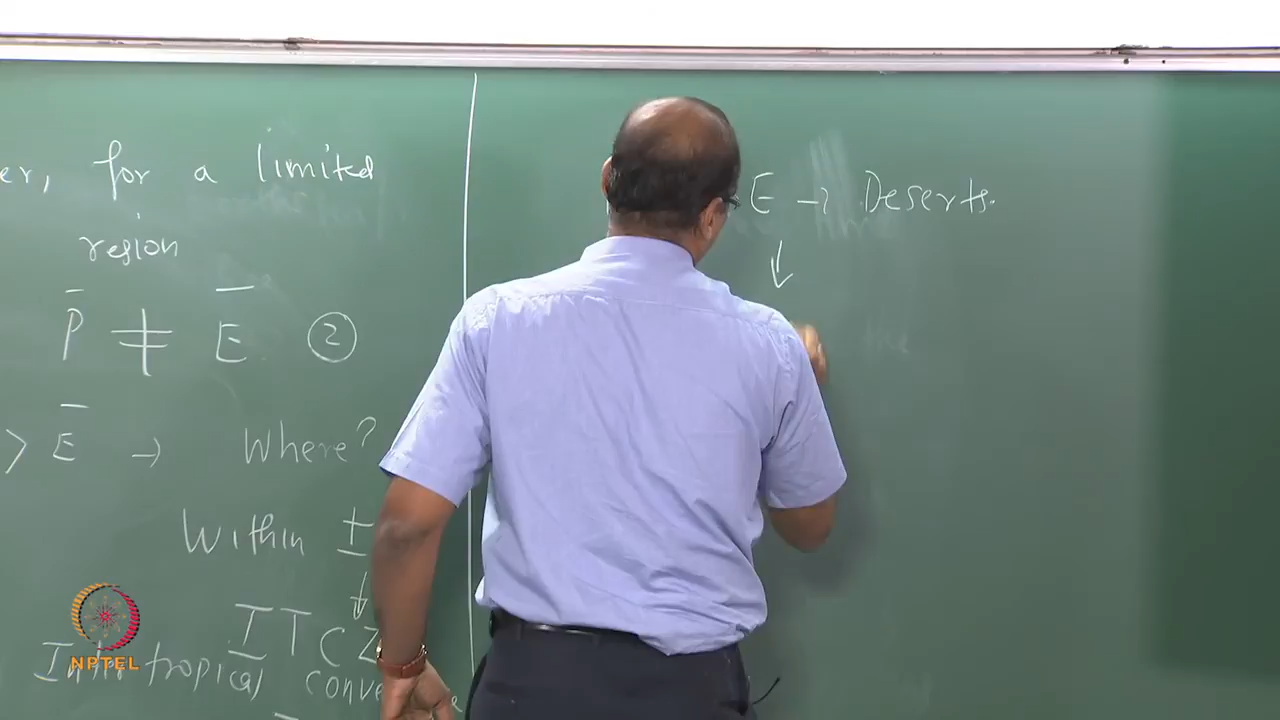 er, for a limited
region
P̄ ≠ Ē ②
> Ē → Where?
Within ±
↓
ITCZ
Inter tropical conve
E → Deserts.
↓
NPTEL